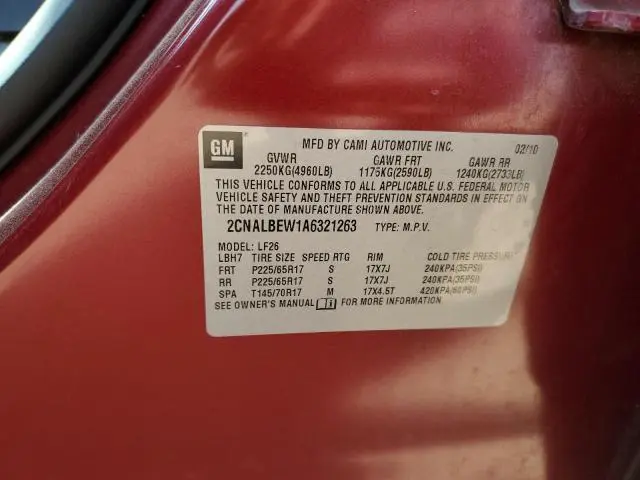 GM
MFD BY CAMI AUTOMOTIVE INC. 02/10
GVWR GAWR FRT GAWR RR
2250KG(4960LB) 1175KG(2590LB) 1240KG(2733LB)
THIS VEHICLE CONFORMS TO ALL APPLICABLE U.S. FEDERAL MOTOR
VEHICLE SAFETY AND THEFT PREVENTION STANDARDS IN EFFECT ON
THE DATE OF MANUFACTURE SHOWN ABOVE.
2CNALBEW1A6321263 TYPE: M.P.V.
MODEL: LF26
LBH7 TIRE SIZE SPEED RTG RIM COLD TIRE PRESSURE
FRT P225/65R17 S 17X7J 240KPA(35PSI)
RR P225/65R17 S 17X7J 240KPA(35PSI)
SPA T145/70R17 M 17X4.5T 420KPA(60PSI)
SEE OWNER'S MANUAL FOR MORE INFORMATION